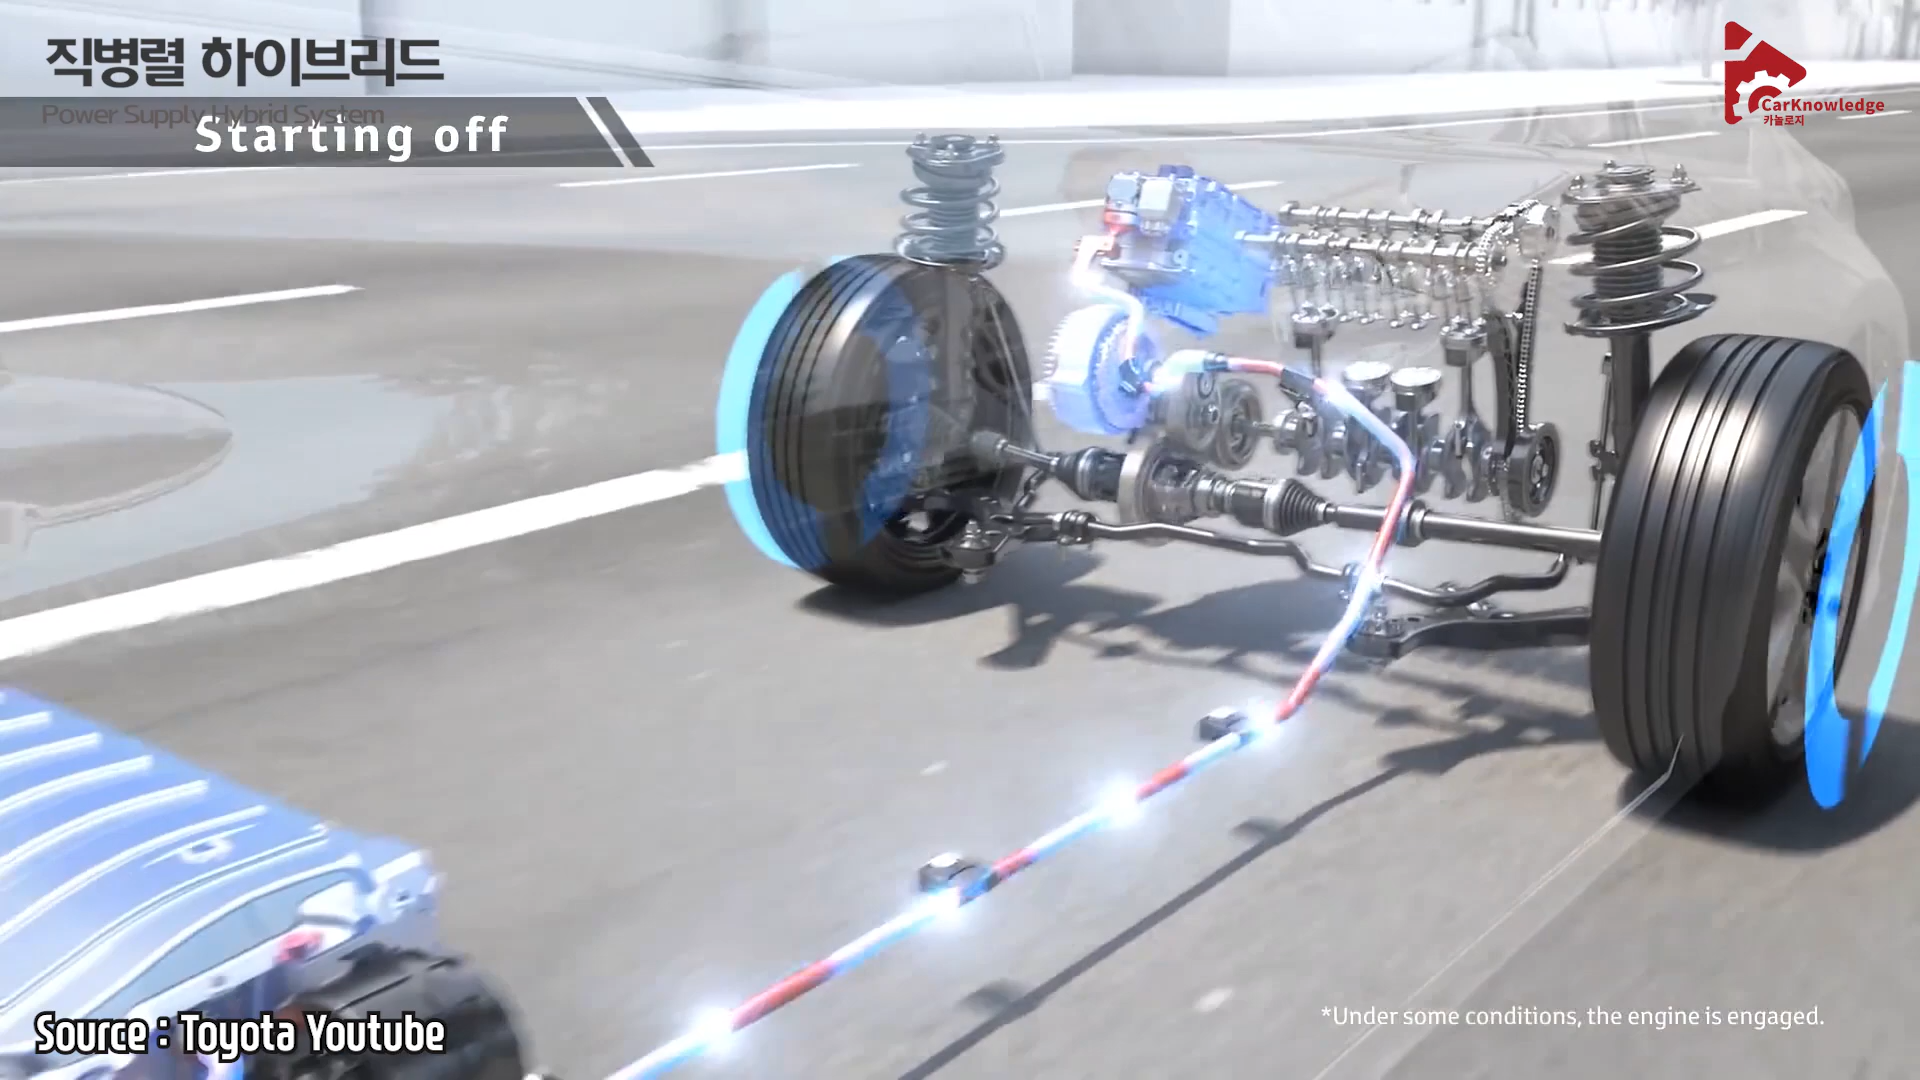 직병렬 하이브리드
Power Supply Hybrid System
Starting off
CarKnowledge
카놀로지
Source : Toyota Youtube
*Under some conditions, the engine is engaged.